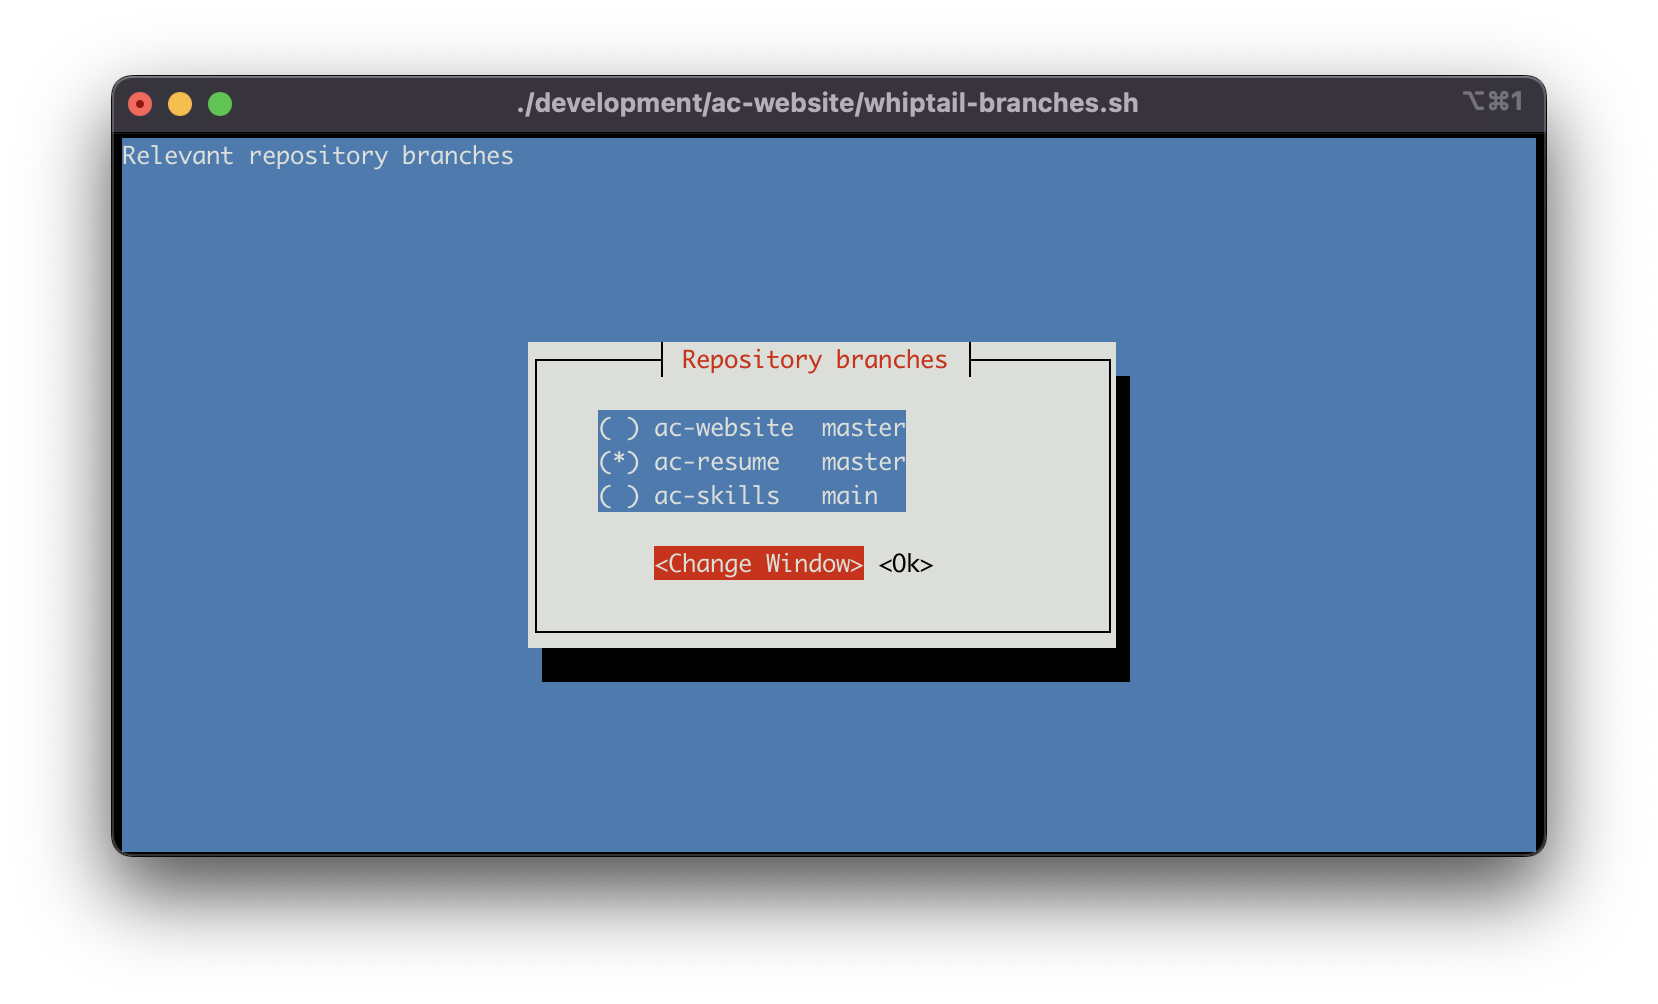 ./development/ac-website/whiptail-branches.sh ⌥⌘1
Relevant repository branches
Repository branches
( ) ac-website  master
(*) ac-resume   master
( ) ac-skills   main
<Change Window> <Ok>